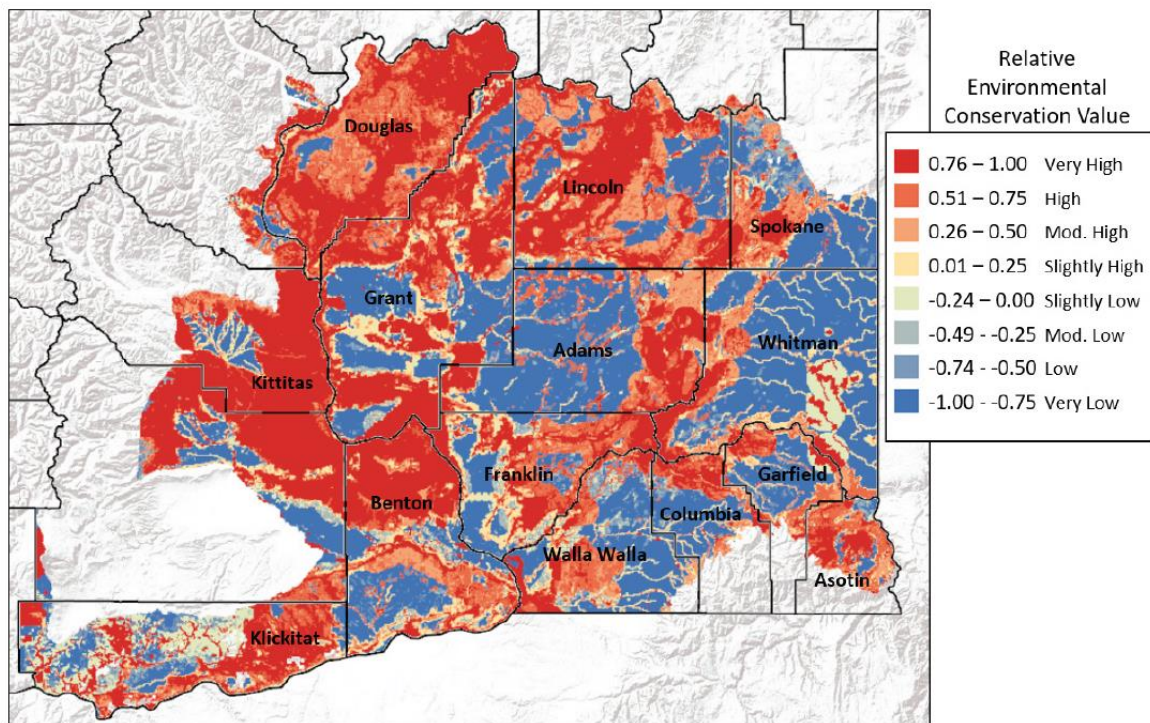 Relative
Environmental
Conservation Value
0.76 – 1.00 Very High
0.51 – 0.75 High
0.26 – 0.50 Mod. High
0.01 – 0.25 Slightly High
-0.24 – 0.00 Slightly Low
-0.49 - -0.25 Mod. Low
-0.74 - -0.50 Low
-1.00 - -0.75 Very Low
Douglas
Lincoln
Spokane
Grant
Adams
Whitman
Kittitas
Franklin
Garfield
Benton
Columbia
Walla Walla
Asotin
Klickitat